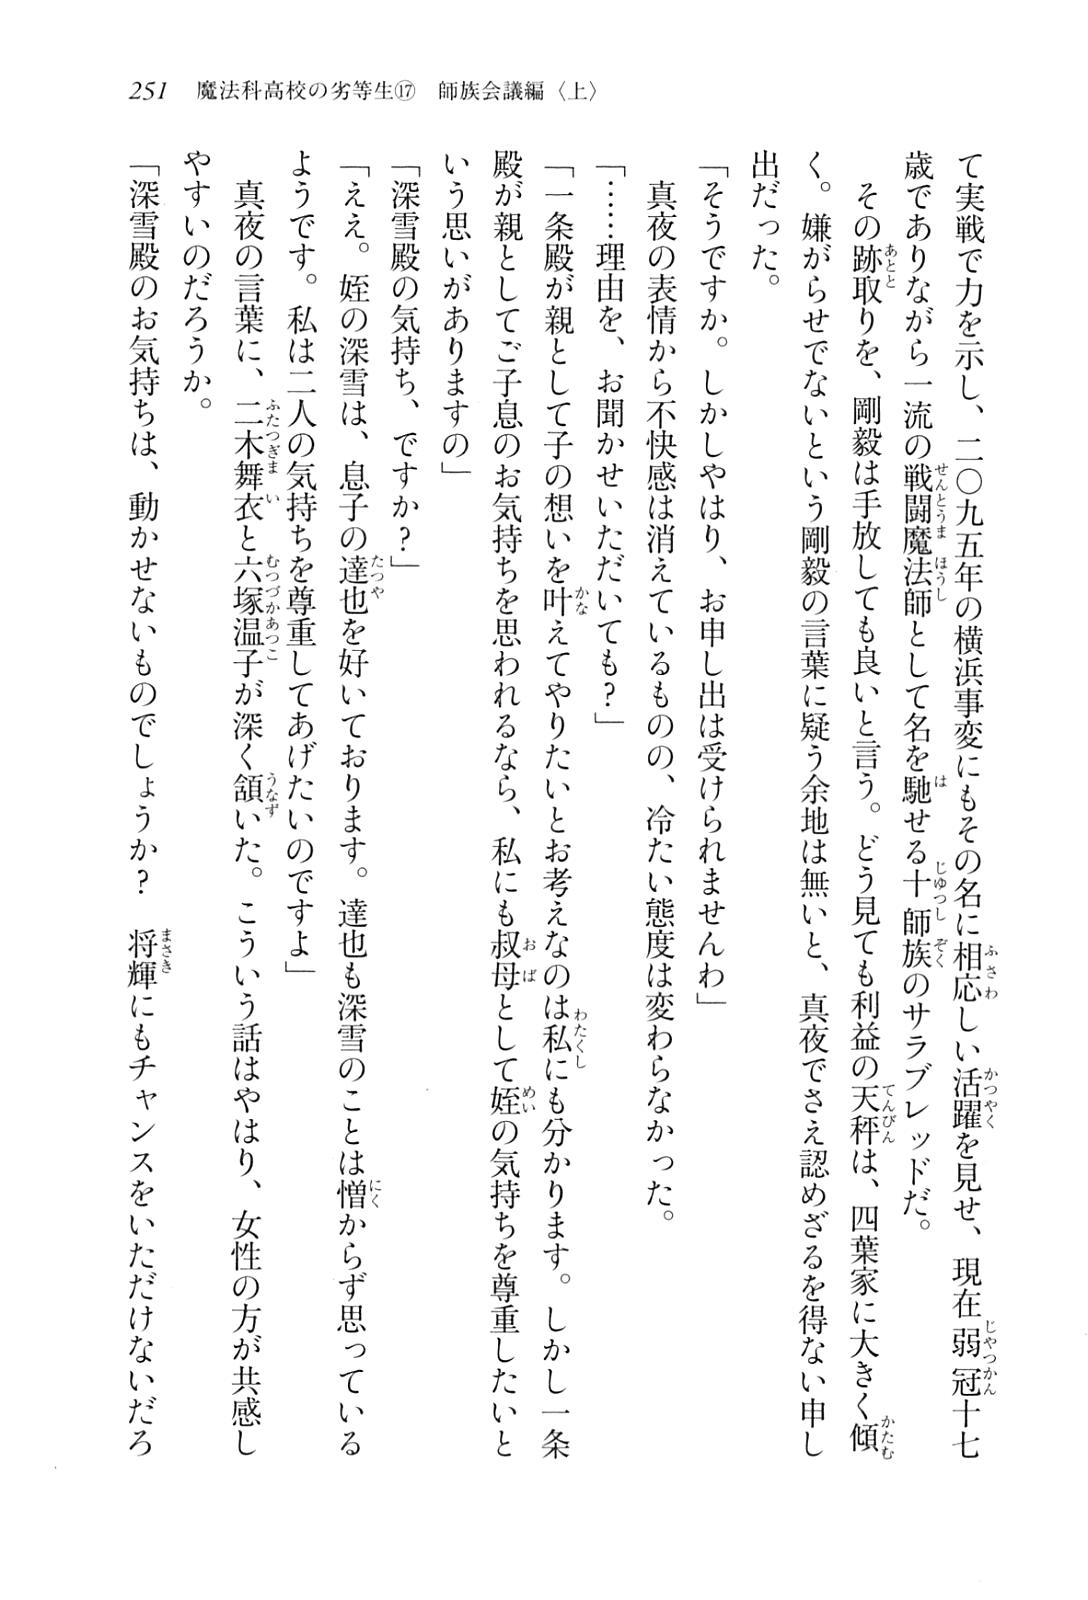 251　魔法科高校の劣等生⑰　師族会議編〈上〉
て実戦で力を示し、二〇九五年の横浜事変にもその名に相応しい活躍を見せ、現在弱冠十七
歳でありながら一流の戦闘魔法師として名を馳せる十師族のサラブレッドだ。
　その跡取りを、剛毅は手放しても良いと言う。どう見ても利益の天秤は、四葉家に大きく傾
く。嫌がらせでないという剛毅の言葉に疑う余地は無いと、真夜でさえ認めざるを得ない申し
出だった。
「そうですか。しかしやはり、お申し出は受けられませんわ」
　真夜の表情から不快感は消えているものの、冷たい態度は変わらなかった。
「……理由を、お聞かせいただいても？」
「一条殿が親として子の想いを叶えてやりたいとお考えなのは私にも分かります。しかし一条
殿が親としてご子息のお気持ちを思われるなら、私にも叔母として姪の気持ちを尊重したいと
いう思いがありますの」
「深雪殿の気持ち、ですか？」
「ええ。姪の深雪は、息子の達也を好いております。達也も深雪のことは憎からず思っている
ようです。私は二人の気持ちを尊重してあげたいのですよ」
　真夜の言葉に、二木舞衣と六塚温子が深く頷いた。こういう話はやはり、女性の方が共感し
やすいのだろうか。
「深雪殿のお気持ちは、動かせないものでしょうか？　将輝にもチャンスをいただけないだろ